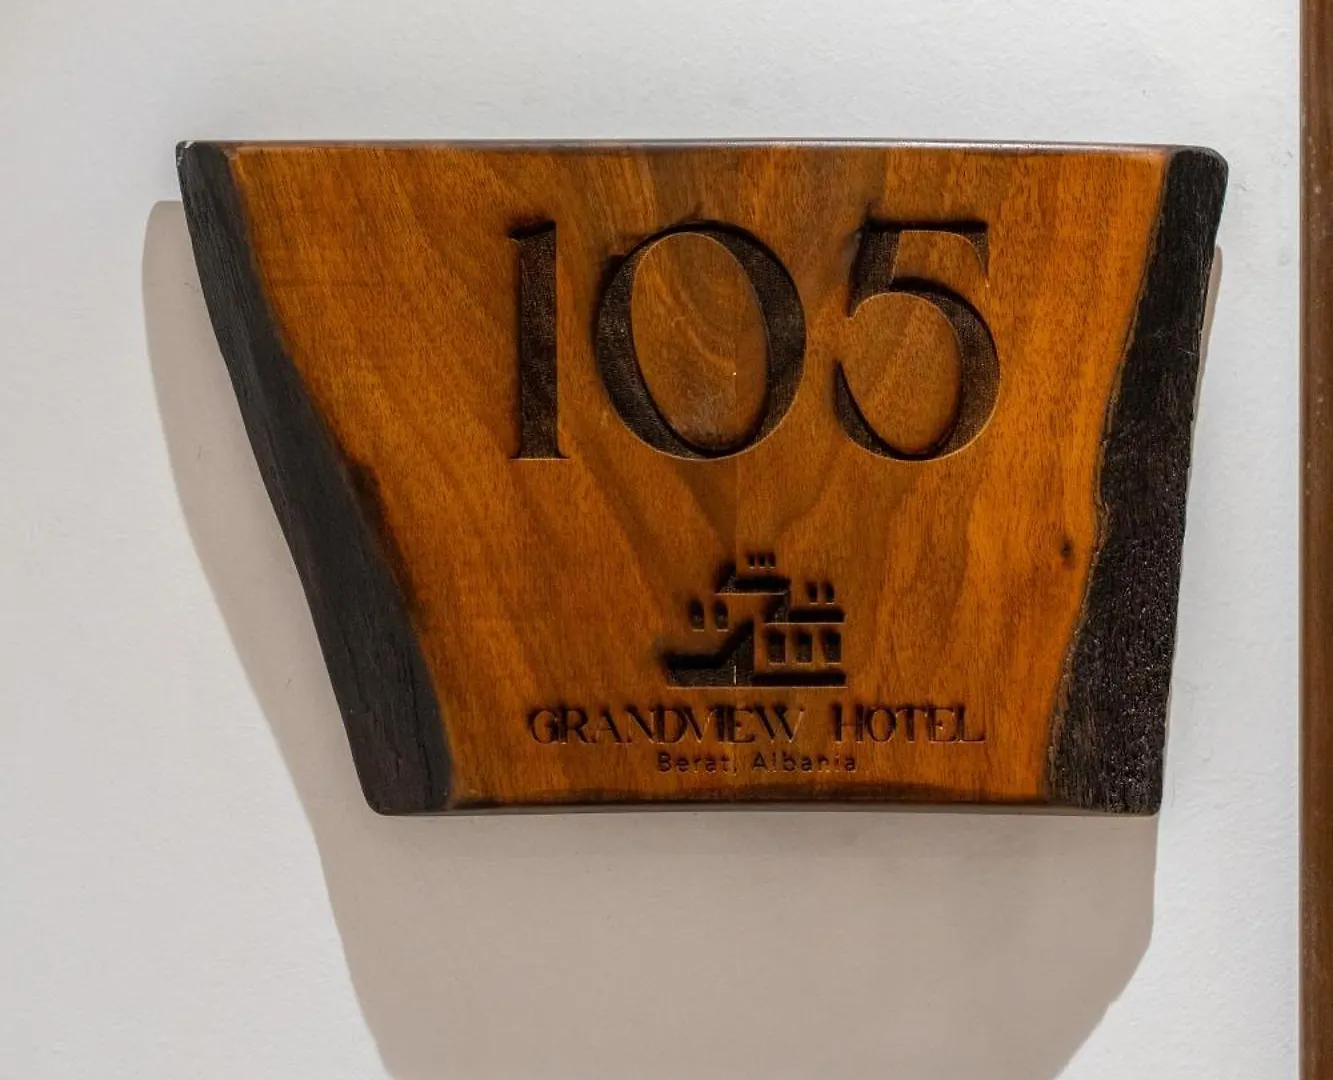 105
GRANDVIEW HOTEL
Berat, Albania